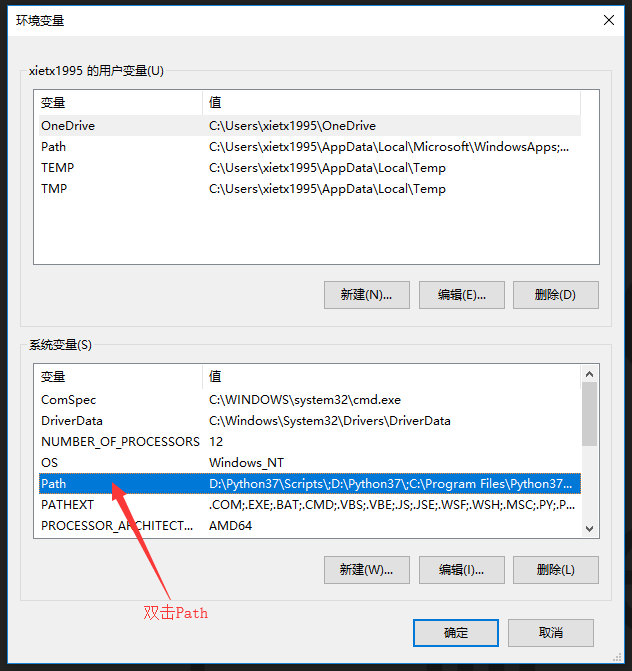 环境变量
xietx1995 的用户变量(U)
变量 值
OneDrive C:\Users\xietx1995\OneDrive
Path C:\Users\xietx1995\AppData\Local\Microsoft\WindowsApps;...
TEMP C:\Users\xietx1995\AppData\Local\Temp
TMP C:\Users\xietx1995\AppData\Local\Temp
新建(N)... 编辑(E)... 删除(D)
系统变量(S)
变量 值
ComSpec C:\WINDOWS\system32\cmd.exe
DriverData C:\Windows\System32\Drivers\DriverData
NUMBER_OF_PROCESSORS 12
OS Windows_NT
Path D:\Python37\Scripts\;D:\Python37\;C:\Program Files\Python37...
PATHEXT .COM;.EXE;.BAT;.CMD;.VBS;.VBE;.JS;.JSE;.WSF;.WSH;.MSC;.PY;.P...
PROCESSOR_ARCHITECT... AMD64
新建(W)... 编辑(I)... 删除(L)
双击Path
确定 取消